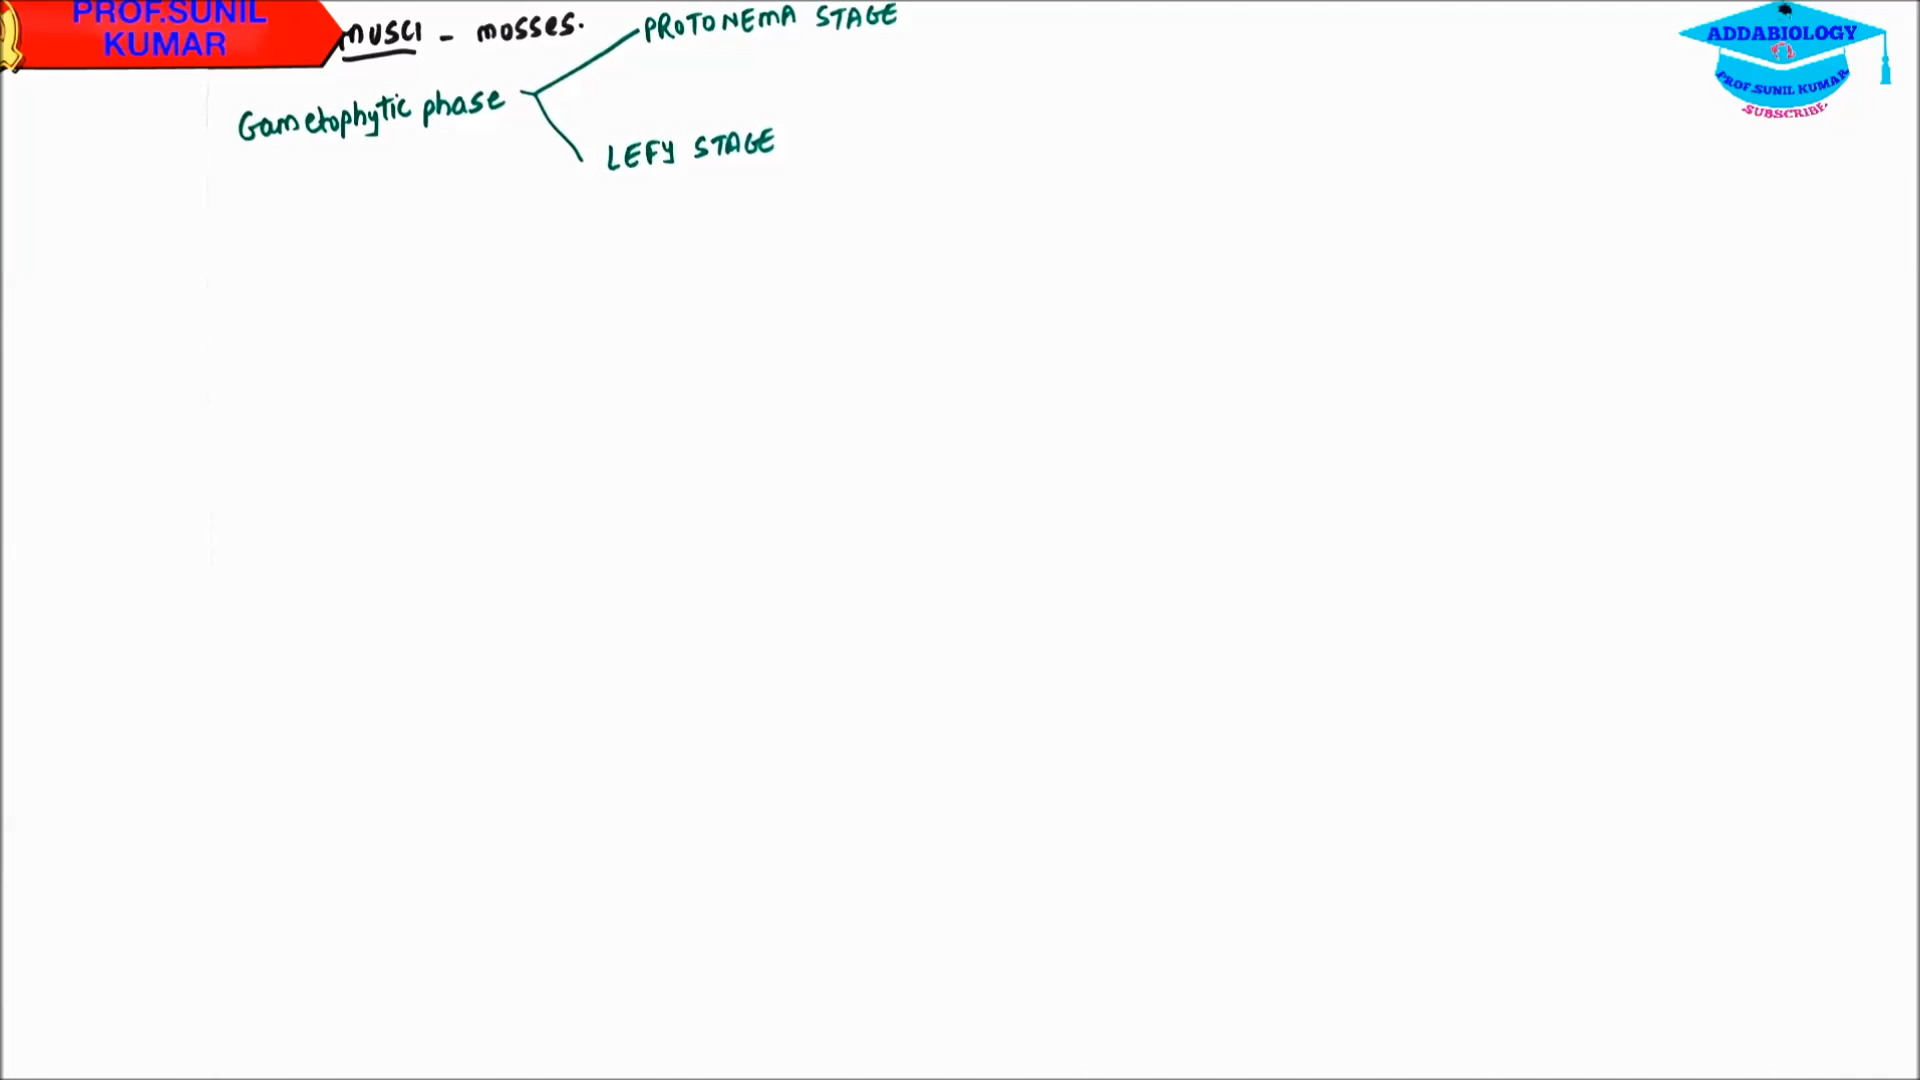 PROF.SUNIL
KUMAR
MUSCI - mosses.
PROTONEMA STAGE
Gametophytic phase
LEFY STAGE
ADDABIOLOGY
PROF.SUNIL KUMAR
SUBSCRIBE